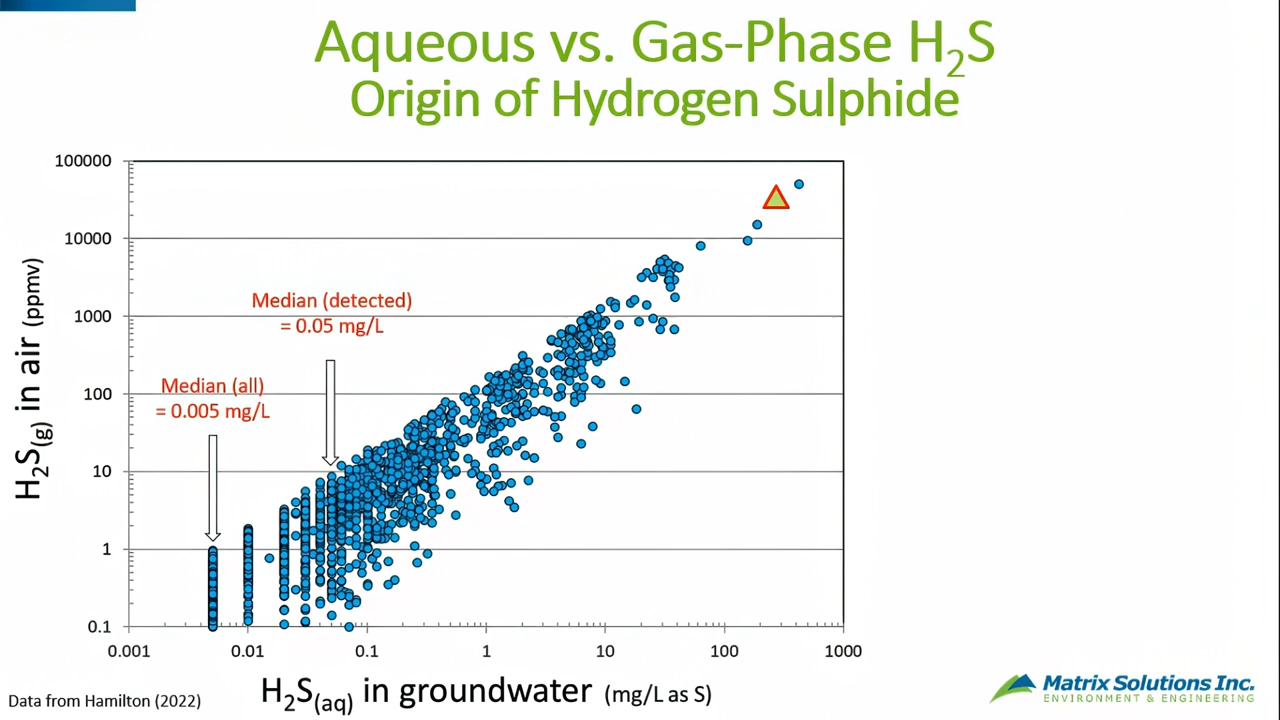 Aqueous vs. Gas-Phase H₂S
Origin of Hydrogen Sulphide
H₂S(g) in air (ppmv)
100000
10000
1000
100
10
1
0.1
Median (detected)
= 0.05 mg/L
Median (all)
= 0.005 mg/L
0.001 0.01 0.1 1 10 100 1000
H₂S(aq) in groundwater (mg/L as S)
Data from Hamilton (2022)
Matrix Solutions Inc.
ENVIRONMENT & ENGINEERING